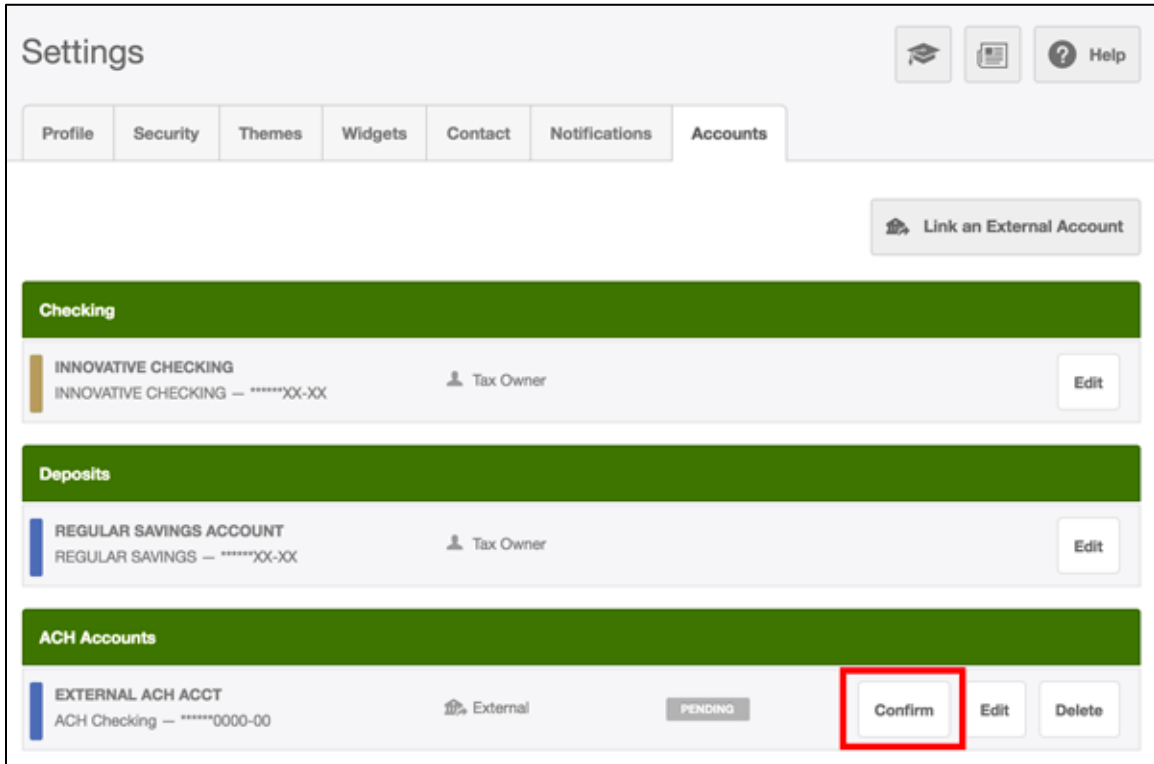 Settings
? Help
Profile Security Themes Widgets Contact Notifications Accounts
Link an External Account
Checking
INNOVATIVE CHECKING
INNOVATIVE CHECKING — ******XX-XX
Tax Owner
Edit
Deposits
REGULAR SAVINGS ACCOUNT
REGULAR SAVINGS — ******XX-XX
Tax Owner
Edit
ACH Accounts
EXTERNAL ACH ACCT
ACH Checking — ******0000-00
External
PENDING
Confirm
Edit
Delete